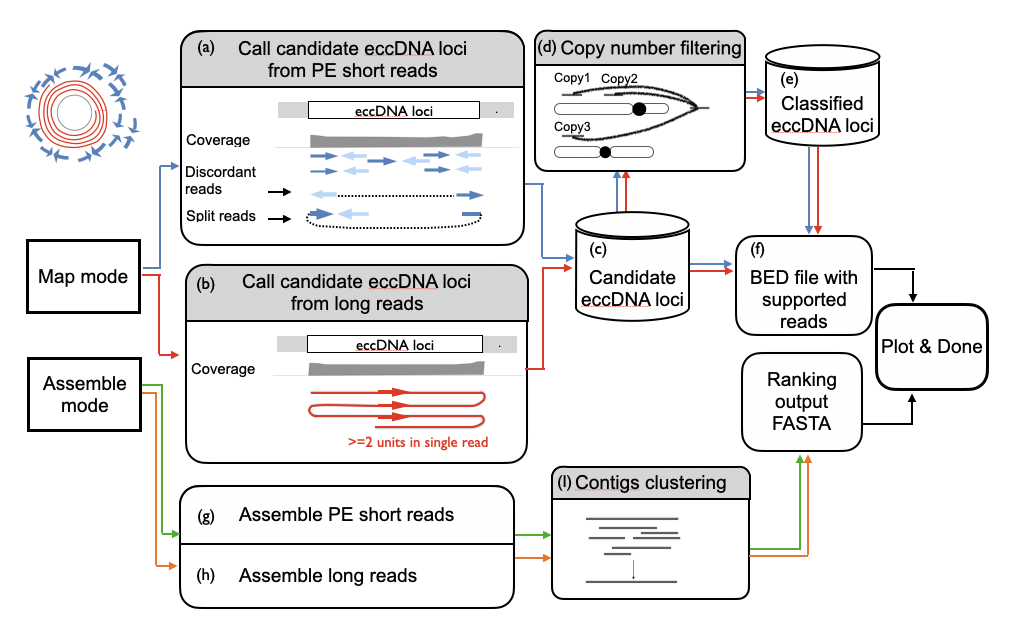 (a) Call candidate eccDNA loci
from PE short reads
eccDNA loci
.
Coverage
Discordant
reads
Split reads
(d) Copy number filtering
Copy1 Copy2
Copy3
(e)
Classified
eccDNA loci
Map mode
(b) Call candidate eccDNA loci
from long reads
eccDNA loci
.
Coverage
>=2 units in single read
(c)
Candidate
eccDNA loci
(f)
BED file with
supported
reads
Plot & Done
Assemble
mode
Ranking
output
FASTA
(g) Assemble PE short reads
(h) Assemble long reads
(I) Contigs clustering